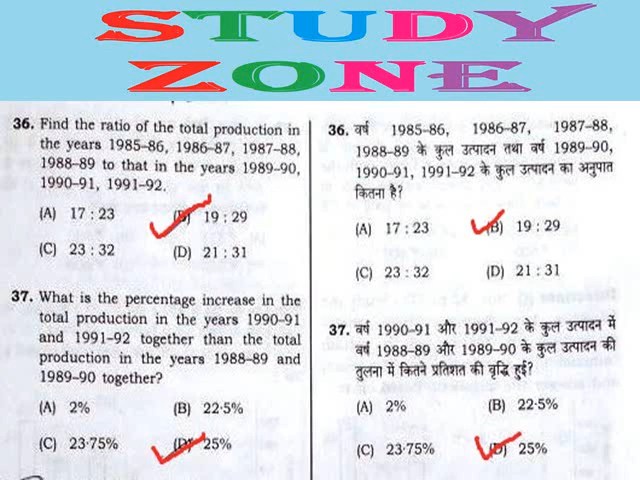 STUDY
ZONE
36. Find the ratio of the total production in
the years 1985–86, 1986–87, 1987–88,
1988–89 to that in the years 1989–90,
1990–91, 1991–92.
(A) 17 : 23 (B) 19 : 29
(C) 23 : 32 (D) 21 : 31
37. What is the percentage increase in the
total production in the years 1990–91
and 1991–92 together than the total
production in the years 1988–89 and
1989–90 together?
(A) 2% (B) 22·5%
(C) 23·75% (D) 25%
36. वर्ष 1985–86, 1986–87, 1987–88,
1988–89 के कुल उत्पादन तथा वर्ष 1989–90,
1990–91, 1991–92 के कुल उत्पादन का अनुपात
कितना है?
(A) 17 : 23 (B) 19 : 29
(C) 23 : 32 (D) 21 : 31
37. वर्ष 1990–91 और 1991–92 के कुल उत्पादन में
वर्ष 1988–89 और 1989–90 के कुल उत्पादन की
तुलना में कितने प्रतिशत की वृद्धि हुई?
(A) 2% (B) 22·5%
(C) 23·75% (D) 25%